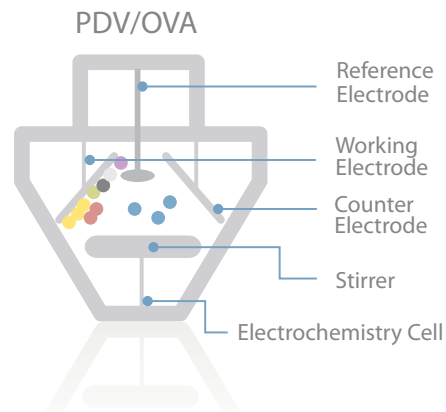 PDV/OVA
Reference
Electrode
Working
Electrode
Counter
Electrode
Stirrer
Electrochemistry Cell